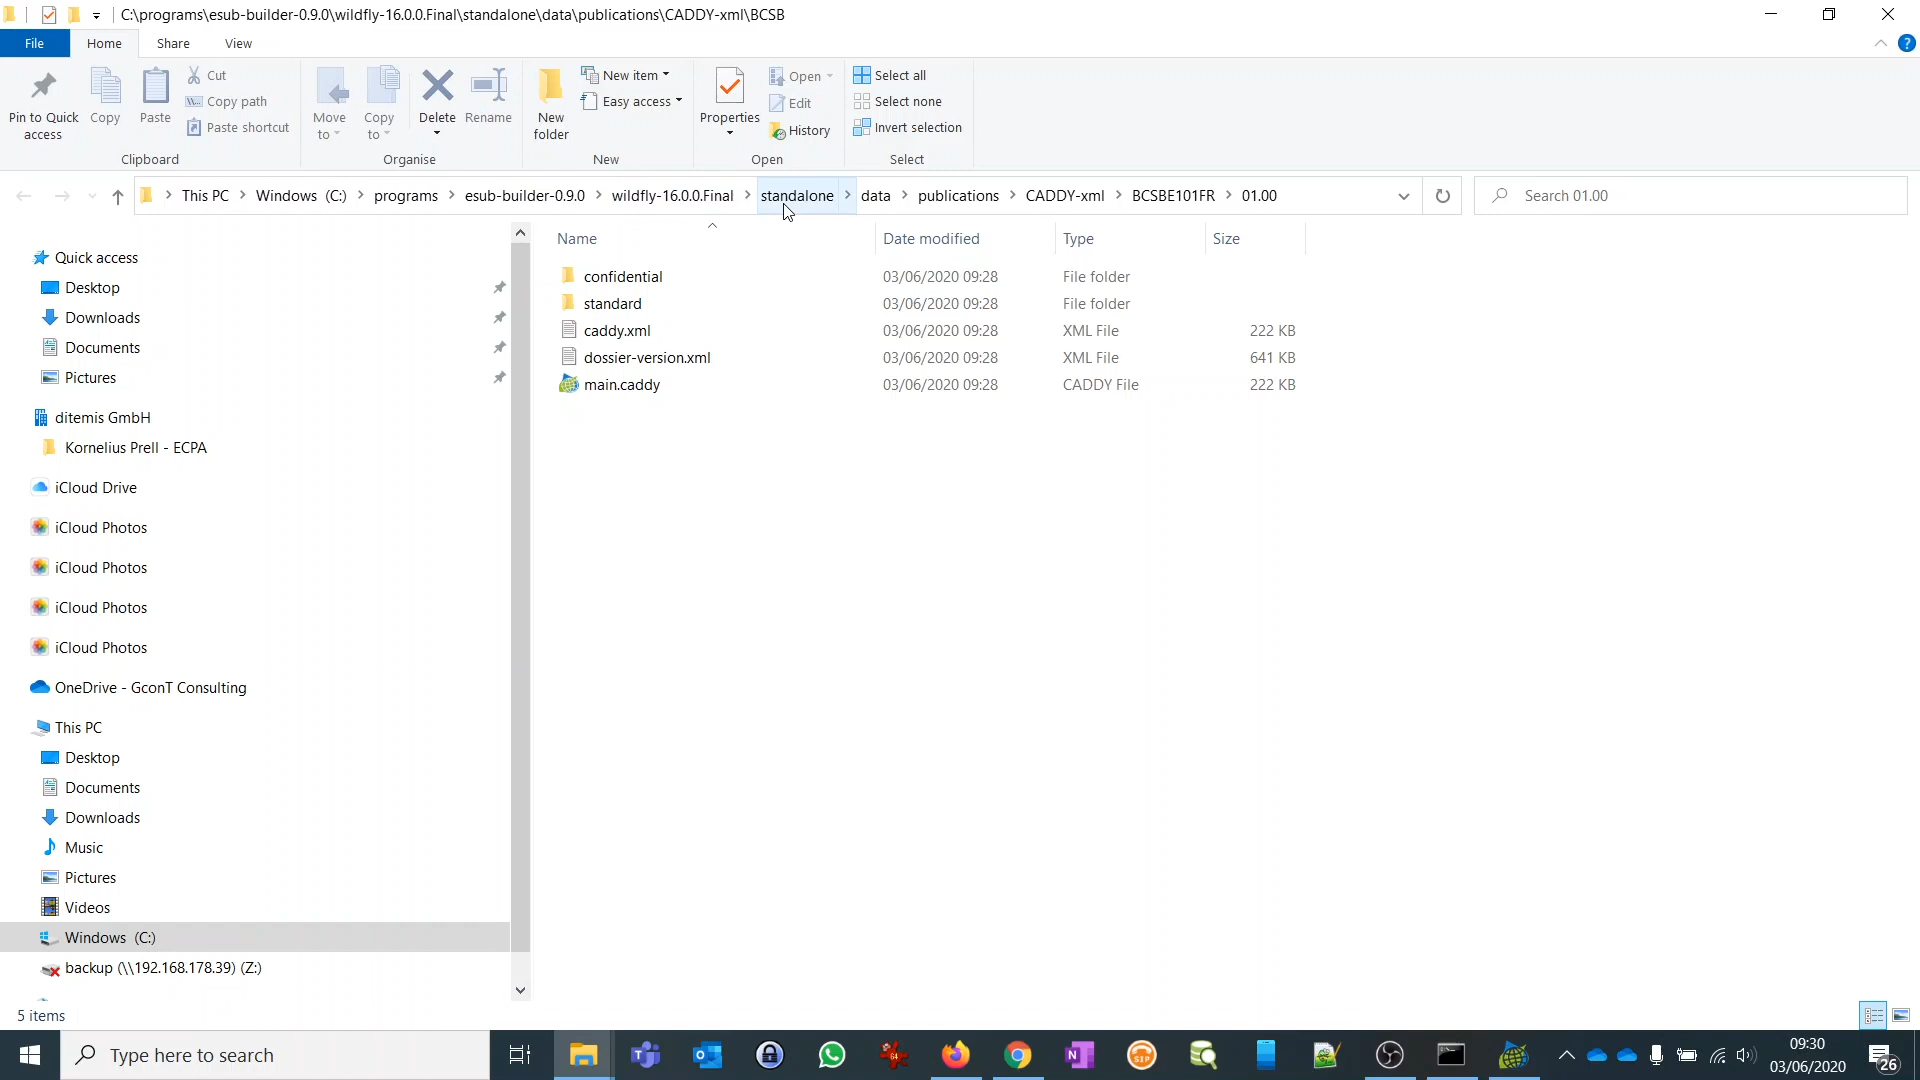 C:\programs\esub-builder-0.9.0\wildfly-16.0.0.Final\standalone\data\publications\CADDY-xml\BCSB
File Home Share View
Pin to Quick access
Copy
Paste
Cut
Copy path
Paste shortcut
Clipboard
Move to
Copy to
Delete
Rename
Organise
New folder
New item
Easy access
New
Properties
Open
Edit
History
Open
Select all
Select none
Invert selection
Select
This PC Windows (C:) programs esub-builder-0.9.0 wildfly-16.0.0.Final standalone data publications CADDY-xml BCSBE101FR 01.00
Search 01.00
Name Date modified Type Size
confidential 03/06/2020 09:28 File folder
standard 03/06/2020 09:28 File folder
caddy.xml 03/06/2020 09:28 XML File 222 KB
dossier-version.xml 03/06/2020 09:28 XML File 641 KB
main.caddy 03/06/2020 09:28 CADDY File 222 KB
Quick access
Desktop
Downloads
Documents
Pictures
ditemis GmbH
Kornelius Prell - ECPA
iCloud Drive
iCloud Photos
iCloud Photos
iCloud Photos
iCloud Photos
OneDrive - GconT Consulting
This PC
Desktop
Documents
Downloads
Music
Pictures
Videos
Windows (C:)
backup (\\192.168.178.39) (Z:)
5 items
Type here to search
09:30
03/06/2020
26